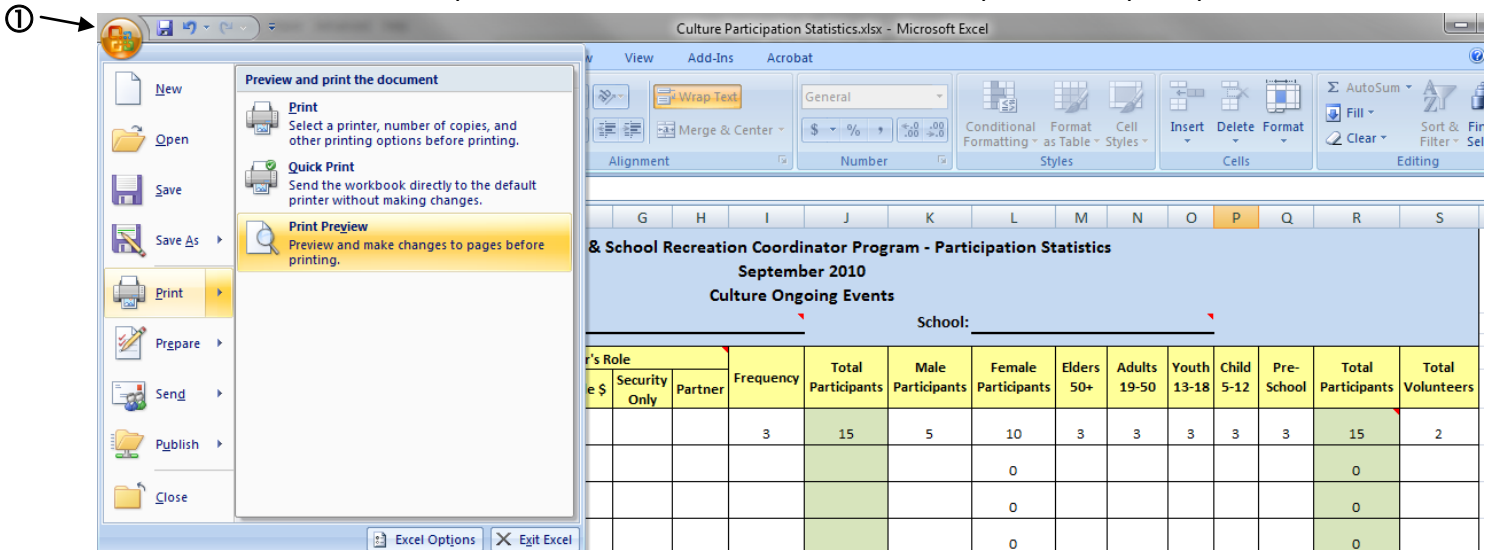 ①
Culture Participation Statistics.xlsx - Microsoft Excel
View Add-Ins Acrobat
New
Open
Save
Save As
Print
Prepare
Send
Publish
Close
Preview and print the document
Print
Select a printer, number of copies, and
other printing options before printing.
Quick Print
Send the workbook directly to the default
printer without making changes.
Print Preview
Preview and make changes to pages before
printing.
Excel Options Exit Excel
Wrap Text
Merge & Center
Alignment
General
$ % ,
Number
Conditional
Formatting
Format
as Table
Cell
Styles
Styles
Insert Delete Format
Cells
Σ AutoSum
Fill
Clear
Sort &
Filter
Editing
G H I J K L M N O P Q R S
& School Recreation Coordinator Program - Participation Statistics
September 2010
Culture Ongoing Events
School:
r's Role
e $
Security
Only
Partner
Frequency
Total
Participants
Male
Participants
Female
Participants
Elders
50+
Adults
19-50
Youth
13-18
Child
5-12
Pre-
School
Total
Participants
Total
Volunteers
3 15 5 10 3 3 3 3 3 15 2
0 0
0 0
0 0